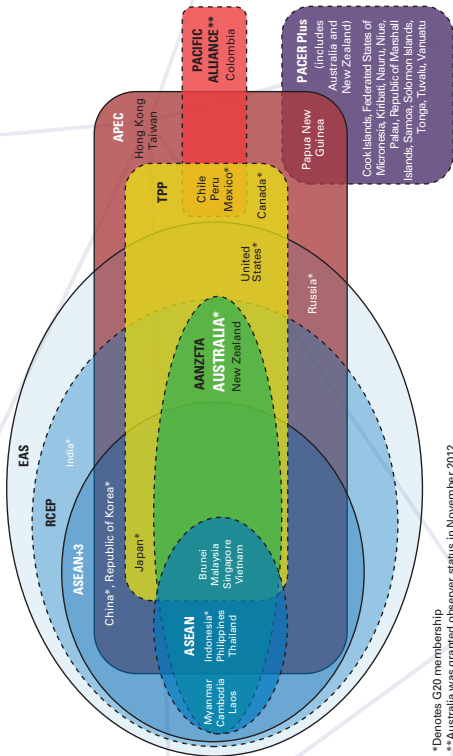 EAS
RCEP
India*
ASEAN+3
China*, Republic of Korea*
Japan*
ASEAN
Myanmar
Cambodia
Laos
Indonesia*
Philippines
Thailand
Brunei
Malaysia
Singapore
Vietnam
AANZFTA
AUSTRALIA*
New Zealand
United
States*
Russia*
TPP
Chile
Peru
Mexico*
Canada*
APEC
Hong Kong
Taiwan
Papua New
Guinea
PACIFIC
ALLIANCE**
Colombia
PACER Plus
(includes
Australia and
New Zealand)
Cook Islands, Federated States of
Micronesia, Kiribati, Nauru, Niue,
Palau, Republic of Marshall
Islands, Samoa, Solomon Islands,
Tonga, Tuvalu, Vanuatu
*Denotes G20 membership
**Australia was granted observer status in November 2012